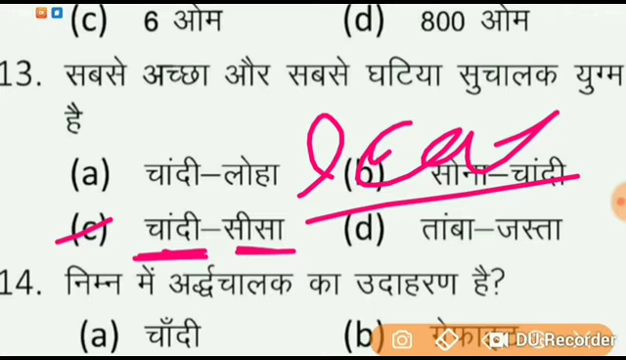 (c) 6 ओम (d) 800 ओम
13. सबसे अच्छा और सबसे घटिया सुचालक युग्म
है
(a) चांदी–लोहा (b) सोना–चांदी
(c) चांदी–सीसा (d) तांबा–जस्ता
14. निम्न में अर्द्धचालक का उदाहरण है?
(a) चाँदी (b) ग्रेफाइट
DU Recorder